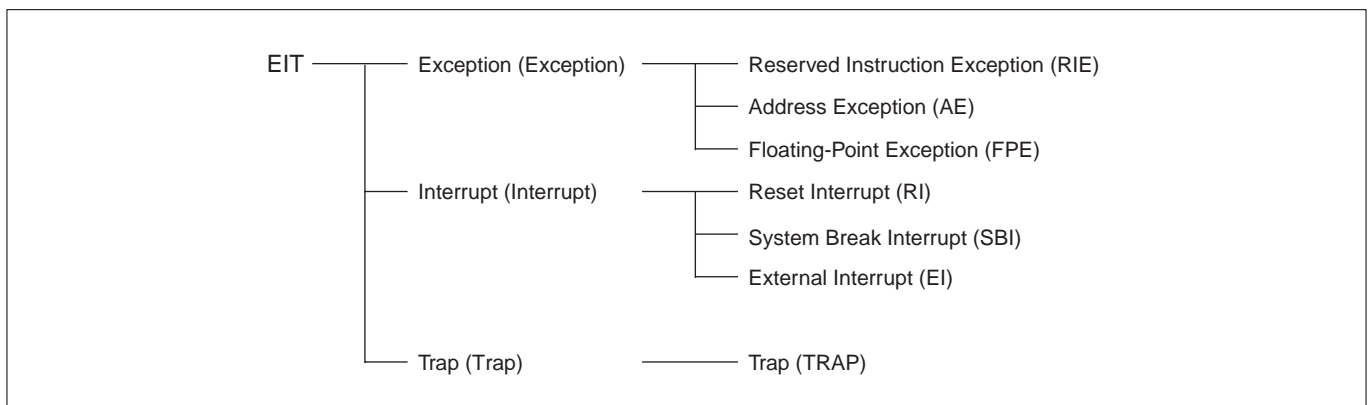 EIT
Exception (Exception)
Reserved Instruction Exception (RIE)
Address Exception (AE)
Floating-Point Exception (FPE)
Interrupt (Interrupt)
Reset Interrupt (RI)
System Break Interrupt (SBI)
External Interrupt (EI)
Trap (Trap)
Trap (TRAP)